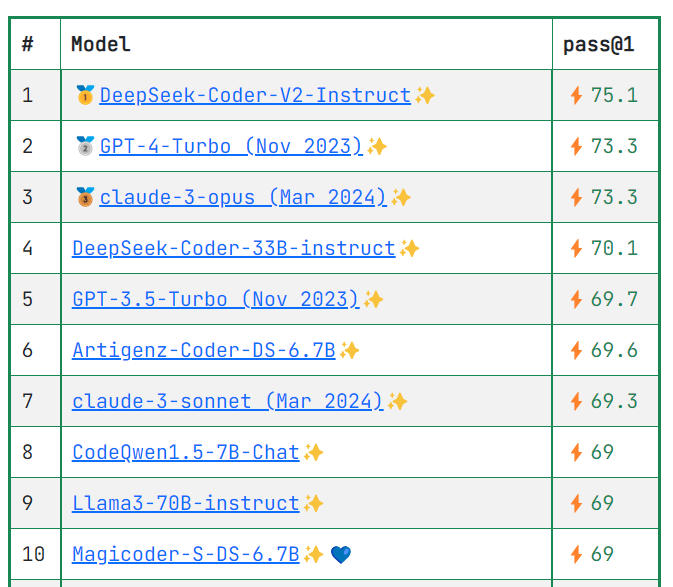 # Model pass@1
1 🥇DeepSeek-Coder-V2-Instruct✨ ⚡75.1
2 🥈GPT-4-Turbo (Nov 2023)✨ ⚡73.3
3 🥉claude-3-opus (Mar 2024)✨ ⚡73.3
4 DeepSeek-Coder-33B-instruct✨ ⚡70.1
5 GPT-3.5-Turbo (Nov 2023)✨ ⚡69.7
6 Artigenz-Coder-DS-6.7B✨ ⚡69.6
7 claude-3-sonnet (Mar 2024)✨ ⚡69.3
8 CodeQwen1.5-7B-Chat✨ ⚡69
9 Llama3-70B-instruct✨ ⚡69
10 Magicoder-S-DS-6.7B✨💙 ⚡69